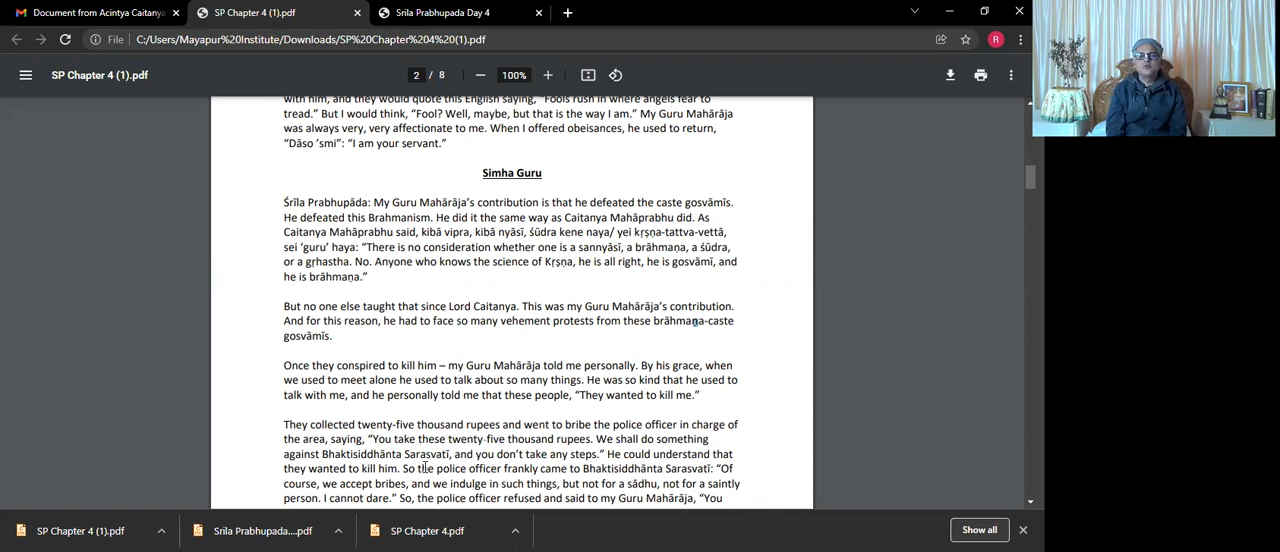 Document from Acintya Caitanya
SP Chapter 4 (1).pdf
Srila Prabhupada Day 4
File
C:/Users/Mayapur%20Institute/Downloads/SP%20Chapter%204%20(1).pdf
R
SP Chapter 4 (1).pdf
2 / 8
100%
with him, and they would quote this English saying, “Fools rush in where angels fear to
tread.” But I would think, “Fool? Well, maybe, but that is the way I am.” My Guru Mahārāja
was always very, very affectionate to me. When I offered obeisances, he used to return,
“Dāso ’smi”: “I am your servant.”
Simha Guru
Śrīla Prabhupāda: My Guru Mahārāja’s contribution is that he defeated the caste gosvāmīs.
He defeated this Brahmanism. He did it the same way as Caitanya Mahāprabhu did. As
Caitanya Mahāprabhu said, kibā vipra, kibā nyāsī, śūdra kene naya/ yei kṛṣṇa-tattva-vettā,
sei ‘guru’ haya: “There is no consideration whether one is a sannyāsī, a brāhmaṇa, a śūdra,
or a gṛhastha. No. Anyone who knows the science of Kṛṣṇa, he is all right, he is gosvāmī, and
he is brāhmaṇa.”
But no one else taught that since Lord Caitanya. This was my Guru Mahārāja’s contribution.
And for this reason, he had to face so many vehement protests from these brāhmaṇa-caste
gosvāmīs.
Once they conspired to kill him – my Guru Mahārāja told me personally. By his grace, when
we used to meet alone he used to talk about so many things. He was so kind that he used to
talk with me, and he personally told me that these people, “They wanted to kill me.”
They collected twenty-five thousand rupees and went to bribe the police officer in charge of
the area, saying, “You take these twenty-five thousand rupees. We shall do something
against Bhaktisiddhānta Sarasvatī, and you don’t take any steps.” He could understand that
they wanted to kill him. So the police officer frankly came to Bhaktisiddhānta Sarasvatī: “Of
course, we accept bribes, and we indulge in such things, but not for a sādhu, not for a saintly
person. I cannot dare.” So, the police officer refused and said to my Guru Mahārāja, “You
SP Chapter 4 (1).pdf
Srila Prabhupada....pdf
SP Chapter 4.pdf
Show all